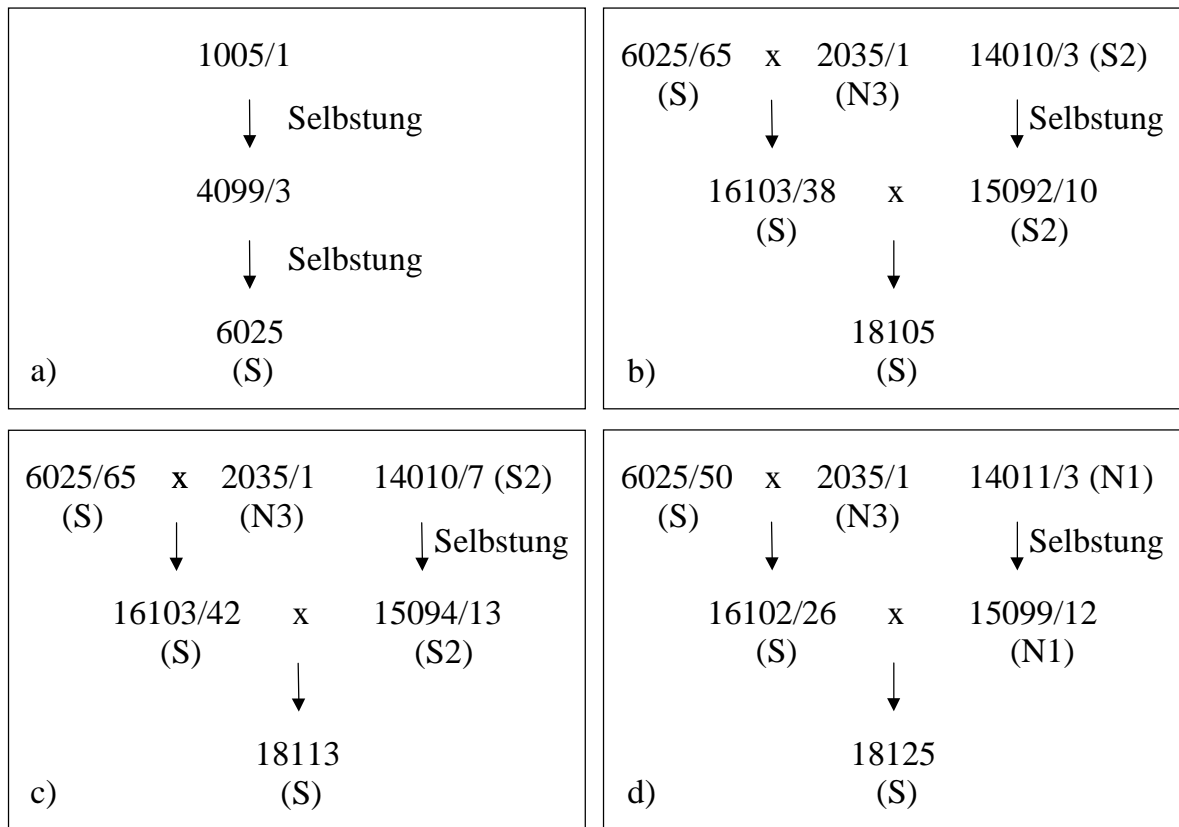 1005/1
Selbstung
4099/3
Selbstung
6025
(S)
a)
6025/65 x 2035/1 14010/3 (S2)
(S) (N3)
Selbstung
16103/38 x 15092/10
(S) (S2)
18105
(S)
b)
6025/65 x 2035/1 14010/7 (S2)
(S) (N3)
Selbstung
16103/42 x 15094/13
(S) (S2)
18113
(S)
c)
6025/50 x 2035/1 14011/3 (N1)
(S) (N3)
Selbstung
16102/26 x 15099/12
(S) (N1)
18125
(S)
d)